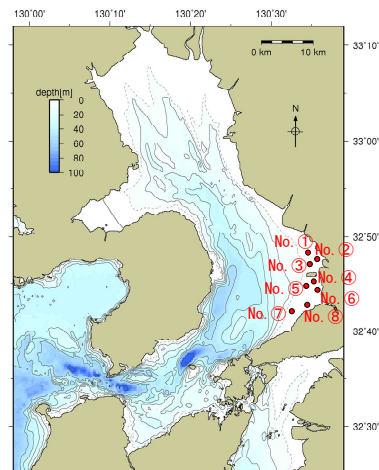 130°00' 130°10' 130°20' 130°30'
33°10'
0 km 10 km
depth[m]
0
20
40
60
80
100
N
33°00'
32°50'
No. ① No. ②
No. ③
No. ④
No. ⑤
No. ⑥
No. ⑦ No. ⑧
32°40'
32°30'